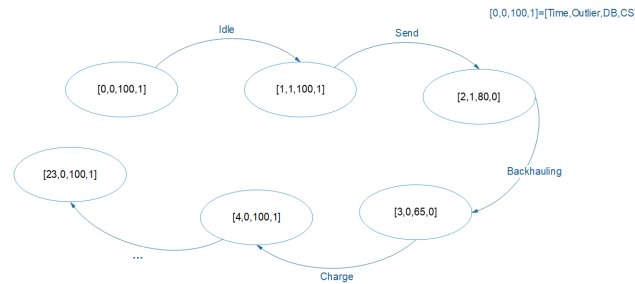 [0,0,100,1]=[Time,Outlier,DB,CS
Idle
Send
[0,0,100,1]
[1,1,100,1]
[2,1,80,0]
Backhauling
[23,0,100,1]
[4,0,100,1]
[3,0,65,0]
...
Charge